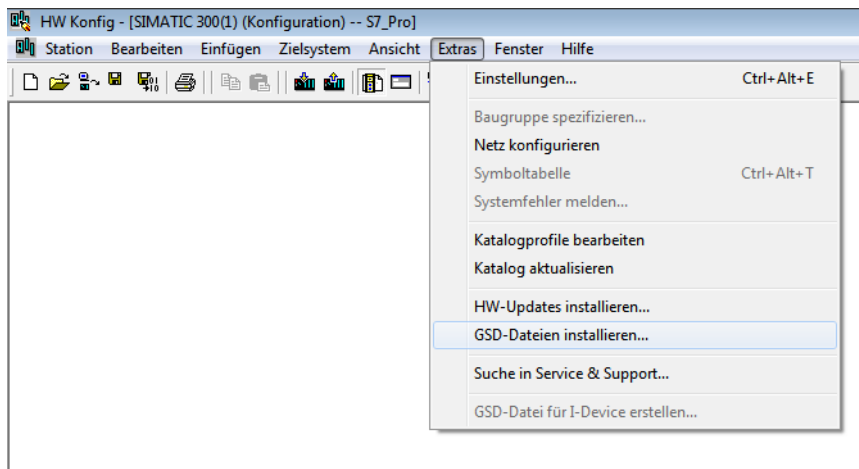 HW Konfig - [SIMATIC 300(1) (Konfiguration) -- S7_Pro]
Station Bearbeiten Einfügen Zielsystem Ansicht Extras Fenster Hilfe
Einstellungen... Ctrl+Alt+E
Baugruppe spezifizieren...
Netz konfigurieren
Symboltabelle Ctrl+Alt+T
Systemfehler melden...
Katalogprofile bearbeiten
Katalog aktualisieren
HW-Updates installieren...
GSD-Dateien installieren...
Suche in Service & Support...
GSD-Datei für I-Device erstellen...